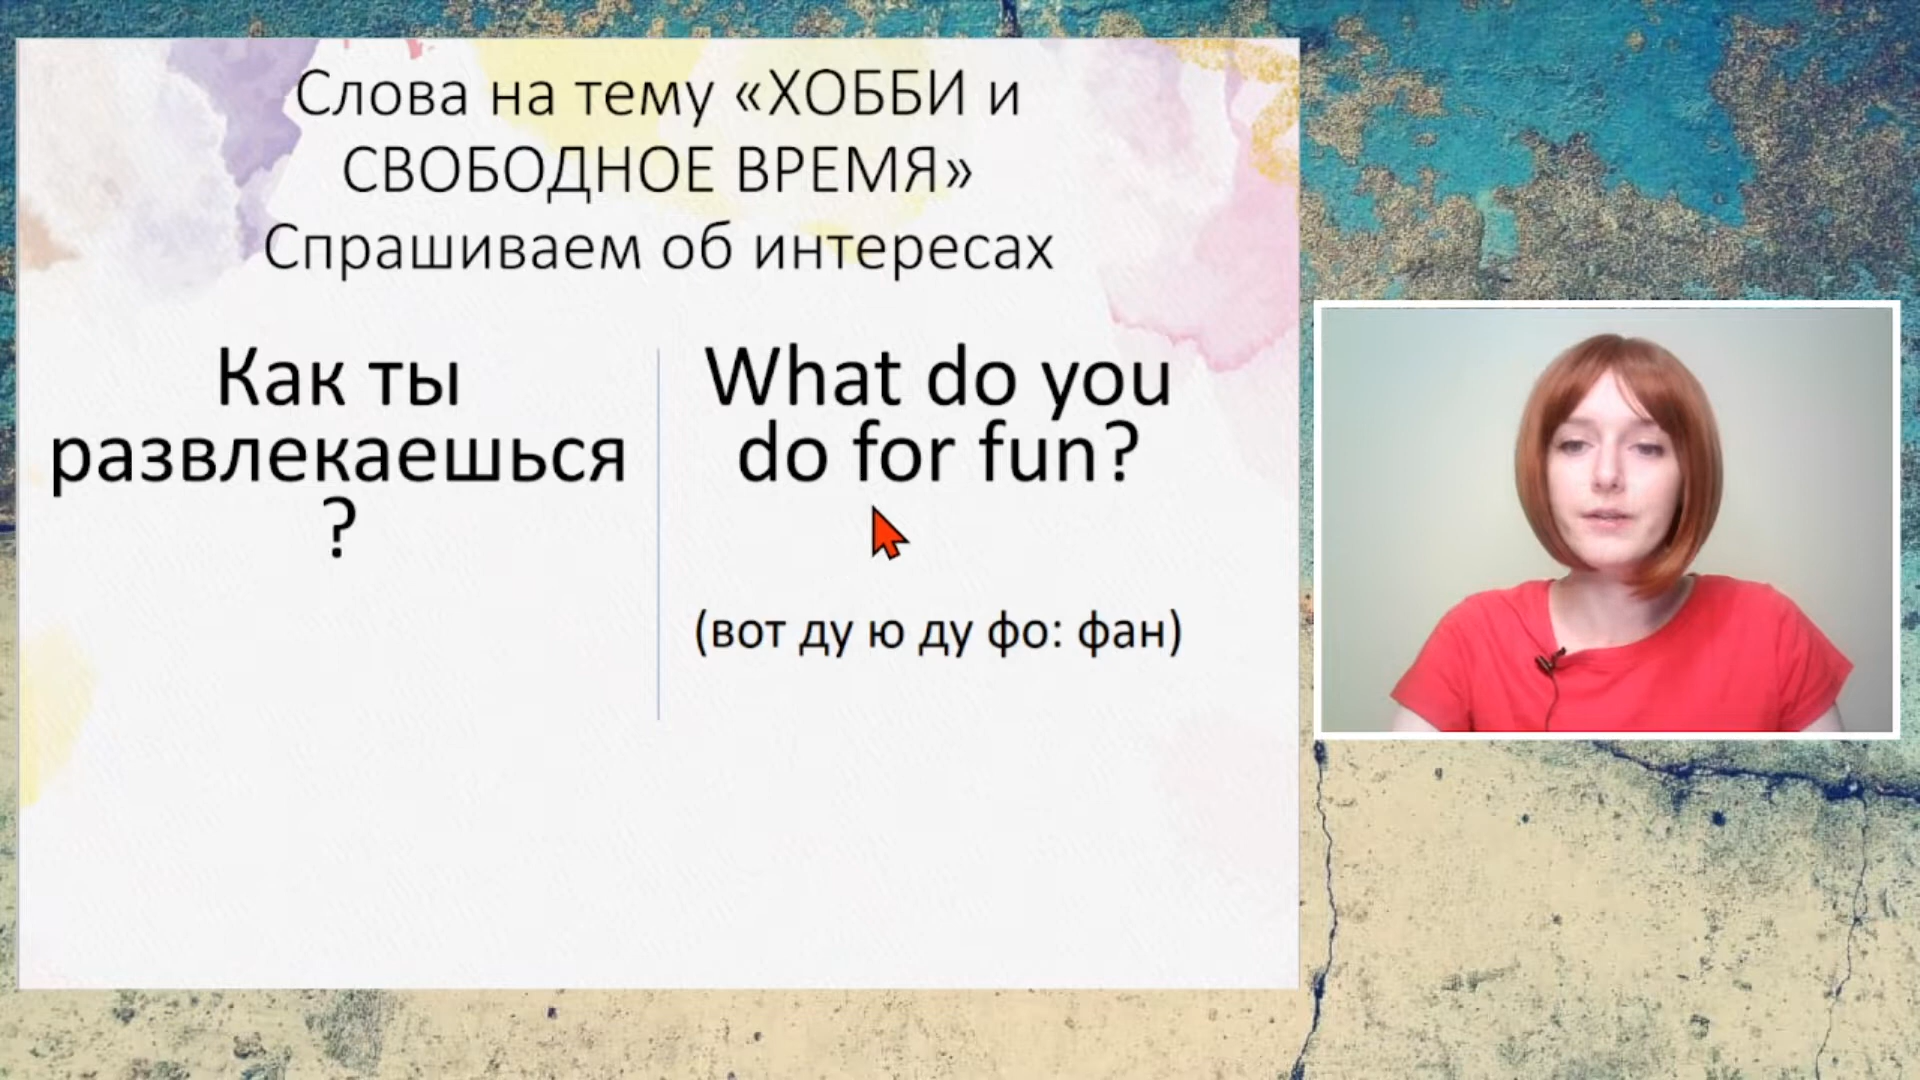 Слова на тему «ХОББИ и
СВОБОДНОЕ ВРЕМЯ»
Спрашиваем об интересах
Как ты
развлекаешься
?
What do you
do for fun?
(вот ду ю ду фо: фан)